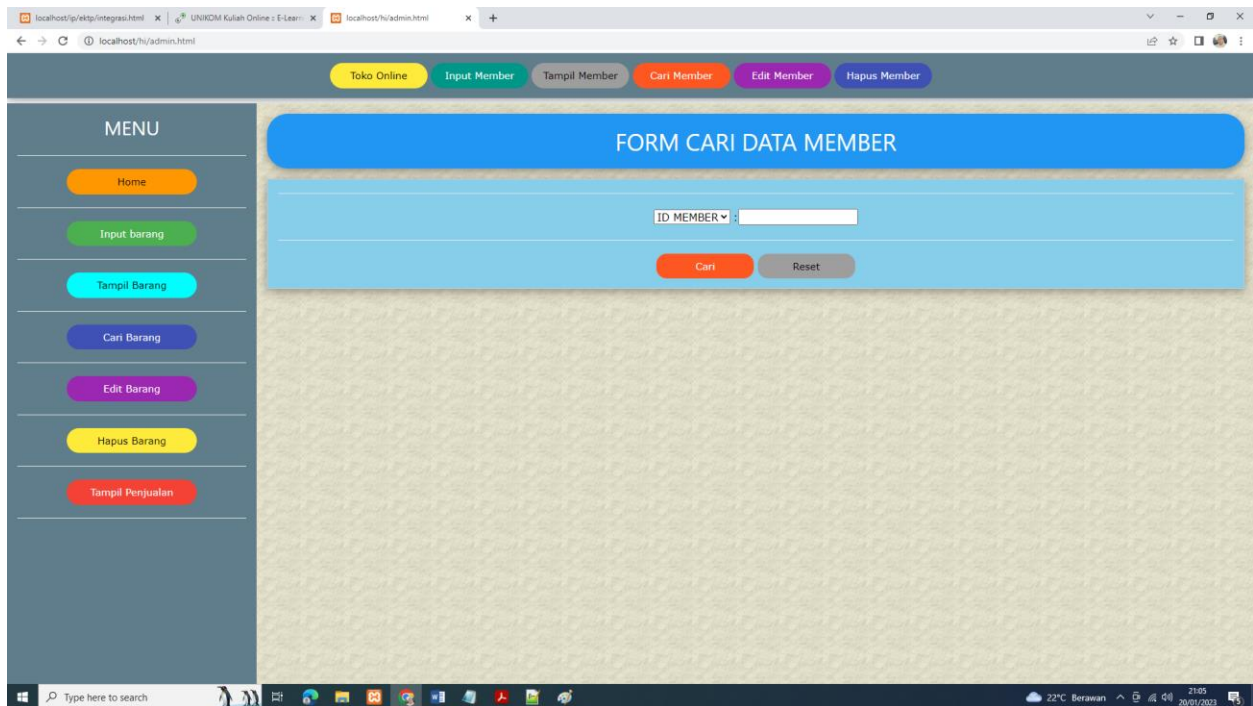 localhost/ip/ektp/integrasi.html
UNIKOM Kuliah Online : E-Learn
localhost/hi/admin.html
localhost/hi/admin.html
Toko Online Input Member Tampil Member Cari Member Edit Member Hapus Member
MENU
Home
Input barang
Tampil Barang
Cari Barang
Edit Barang
Hapus Barang
Tampil Penjualan
FORM CARI DATA MEMBER
ID MEMBER :
Cari Reset
Type here to search
22°C Berawan
21:05
20/01/2023